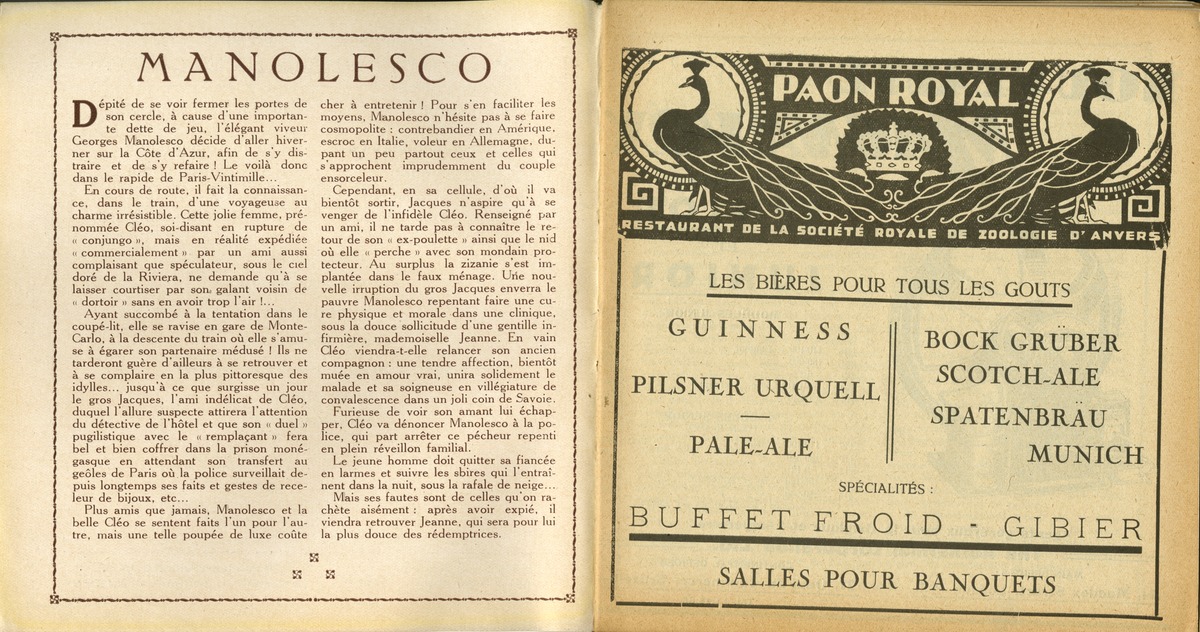 MANOLESCO
Dépité de se voir fermer les portes de
son cercle, à cause d'une importan-
te dette de jeu, l'élégant viveur
Georges Manolesco décide d'aller hiver-
ner sur la Côte d'Azur, afin de s'y dis-
traire et de s'y refaire ! Le voilà donc
dans le rapide de Paris-Vintimille...
En cours de route, il fait la connaissan-
ce, dans le train, d'une voyageuse au
charme irrésistible. Cette jolie femme, pré-
nommée Cléo, soi-disant en rupture de
« conjungo », mais en réalité expédiée
« commercialement » par un ami aussi
complaisant que spéculateur, sous le ciel
doré de la Riviera, ne demande qu'à se
laisser courtiser par son galant voisin de
« dortoir » sans en avoir trop l'air !...
Ayant succombé à la tentation dans le
coupé-lit, elle se ravise en gare de Monte-
Carlo, à la descente du train où elle s'amu-
se à égarer son partenaire médusé ! Ils ne
tarderont guère d'ailleurs à se retrouver et
à se complaire en la plus pittoresque des
idylles... jusqu'à ce que surgisse un jour
le gros Jacques, l'ami indélicat de Cléo,
duquel l'allure suspecte attirera l'attention
du détective de l'hôtel et que son « duel »
pugilistique avec le « remplaçant » fera
bel et bien coffrer dans la prison moné-
gasque en attendant son transfert au
geôles de Paris où la police surveillait de-
puis longtemps ses faits et gestes de rece-
leur de bijoux, etc...
Plus amis que jamais, Manolesco et la
belle Cléo se sentent faits l'un pour l'au-
tre, mais une telle poupée de luxe coûte
cher à entretenir ! Pour s'en faciliter les
moyens, Manolesco n'hésite pas à se faire
cosmopolite : contrebandier en Amérique,
escroc en Italie, voleur en Allemagne, du-
pant un peu partout ceux et celles qui
s'approchent imprudemment du couple
ensorceleur.
Cependant, en sa cellule, d'où il va
bientôt sortir, Jacques n'aspire qu'à se
venger de l'infidèle Cléo. Renseigné par
un ami, il ne tarde pas à connaître le re-
tour de son « ex-poulette » ainsi que le nid
où elle « perche » avec son mondain pro-
tecteur. Au surplus la zizanie s'est im-
plantée dans le faux ménage. Une nou-
velle irruption du gros Jacques enverra le
pauvre Manolesco repentant faire une cu-
re physique et morale dans une clinique,
sous la douce sollicitude d'une gentille in-
firmière, mademoiselle Jeanne. En vain
Cléo viendra-t-elle relancer son ancien
compagnon : une tendre affection, bientôt
muée en amour vrai, unira solidement le
malade et sa soigneuse en villégiature de
convalescence dans un joli coin de Savoie.
Furieuse de voir son amant lui échap-
per, Cléo va dénoncer Manolesco à la po-
lice, qui part arrêter ce pécheur repenti
en plein réveillon familial.
Le jeune homme doit quitter sa fiancée
en larmes et suivre les sbires qui l'entraî-
nent dans la nuit, sous la rafale de neige...
Mais ses fautes sont de celles qu'on ra-
chète aisément : après avoir expié, il
viendra retrouver Jeanne, qui sera pour lui
la plus douce des rédemptrices.
PAON ROYAL
RESTAURANT DE LA SOCIÉTÉ ROYALE DE ZOOLOGIE D'ANVERS
LES BIÈRES POUR TOUS LES GOUTS
GUINNESS
PILSNER URQUELL
PALE-ALE
BOCK GRÜBER
SCOTCH-ALE
SPATENBRÄU
MUNICH
SPÉCIALITÉS :
BUFFET FROID - GIBIER
SALLES POUR BANQUETS